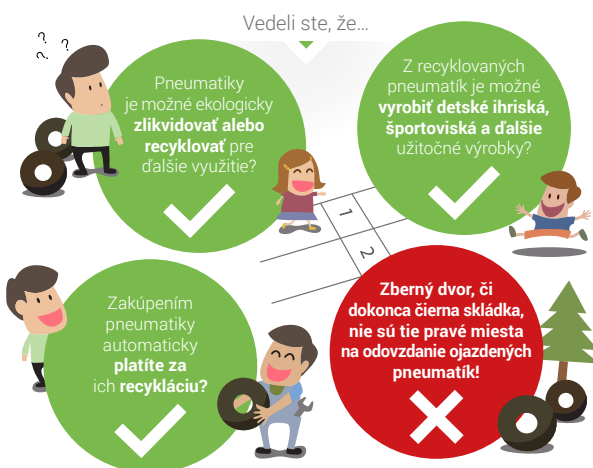 Vedeli ste, že...
Pneumatiky
je možné ekologicky
zlikvidovať alebo
recyklovať pre
ďalšie využitie?
Z recyklovaných
pneumatík je možné
vyrobiť detské ihriská,
športoviská a ďalšie
užitočné výrobky?
1
2
Zakúpením
pneumatiky
automaticky
platíte za
ich recykláciu?
Zberný dvor, či
dokonca čierna skládka,
nie sú tie pravé miesta
na odovzdanie ojazdených
pneumatík!
? ? ?